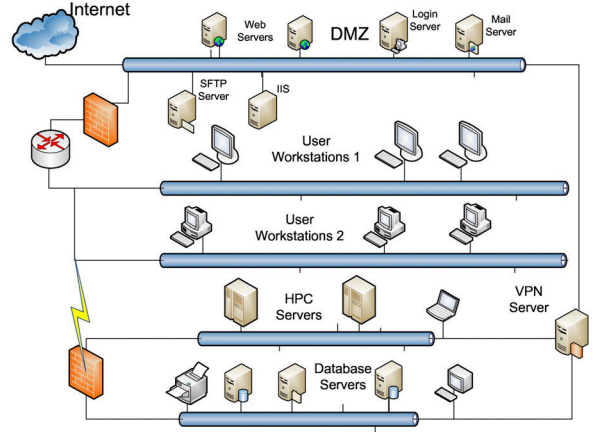 Internet
Web
Servers
DMZ
Login
Server
Mail
Server
SFTP
Server
IIS
User
Workstations 1
User
Workstations 2
HPC
Servers
VPN
Server
Database
Servers